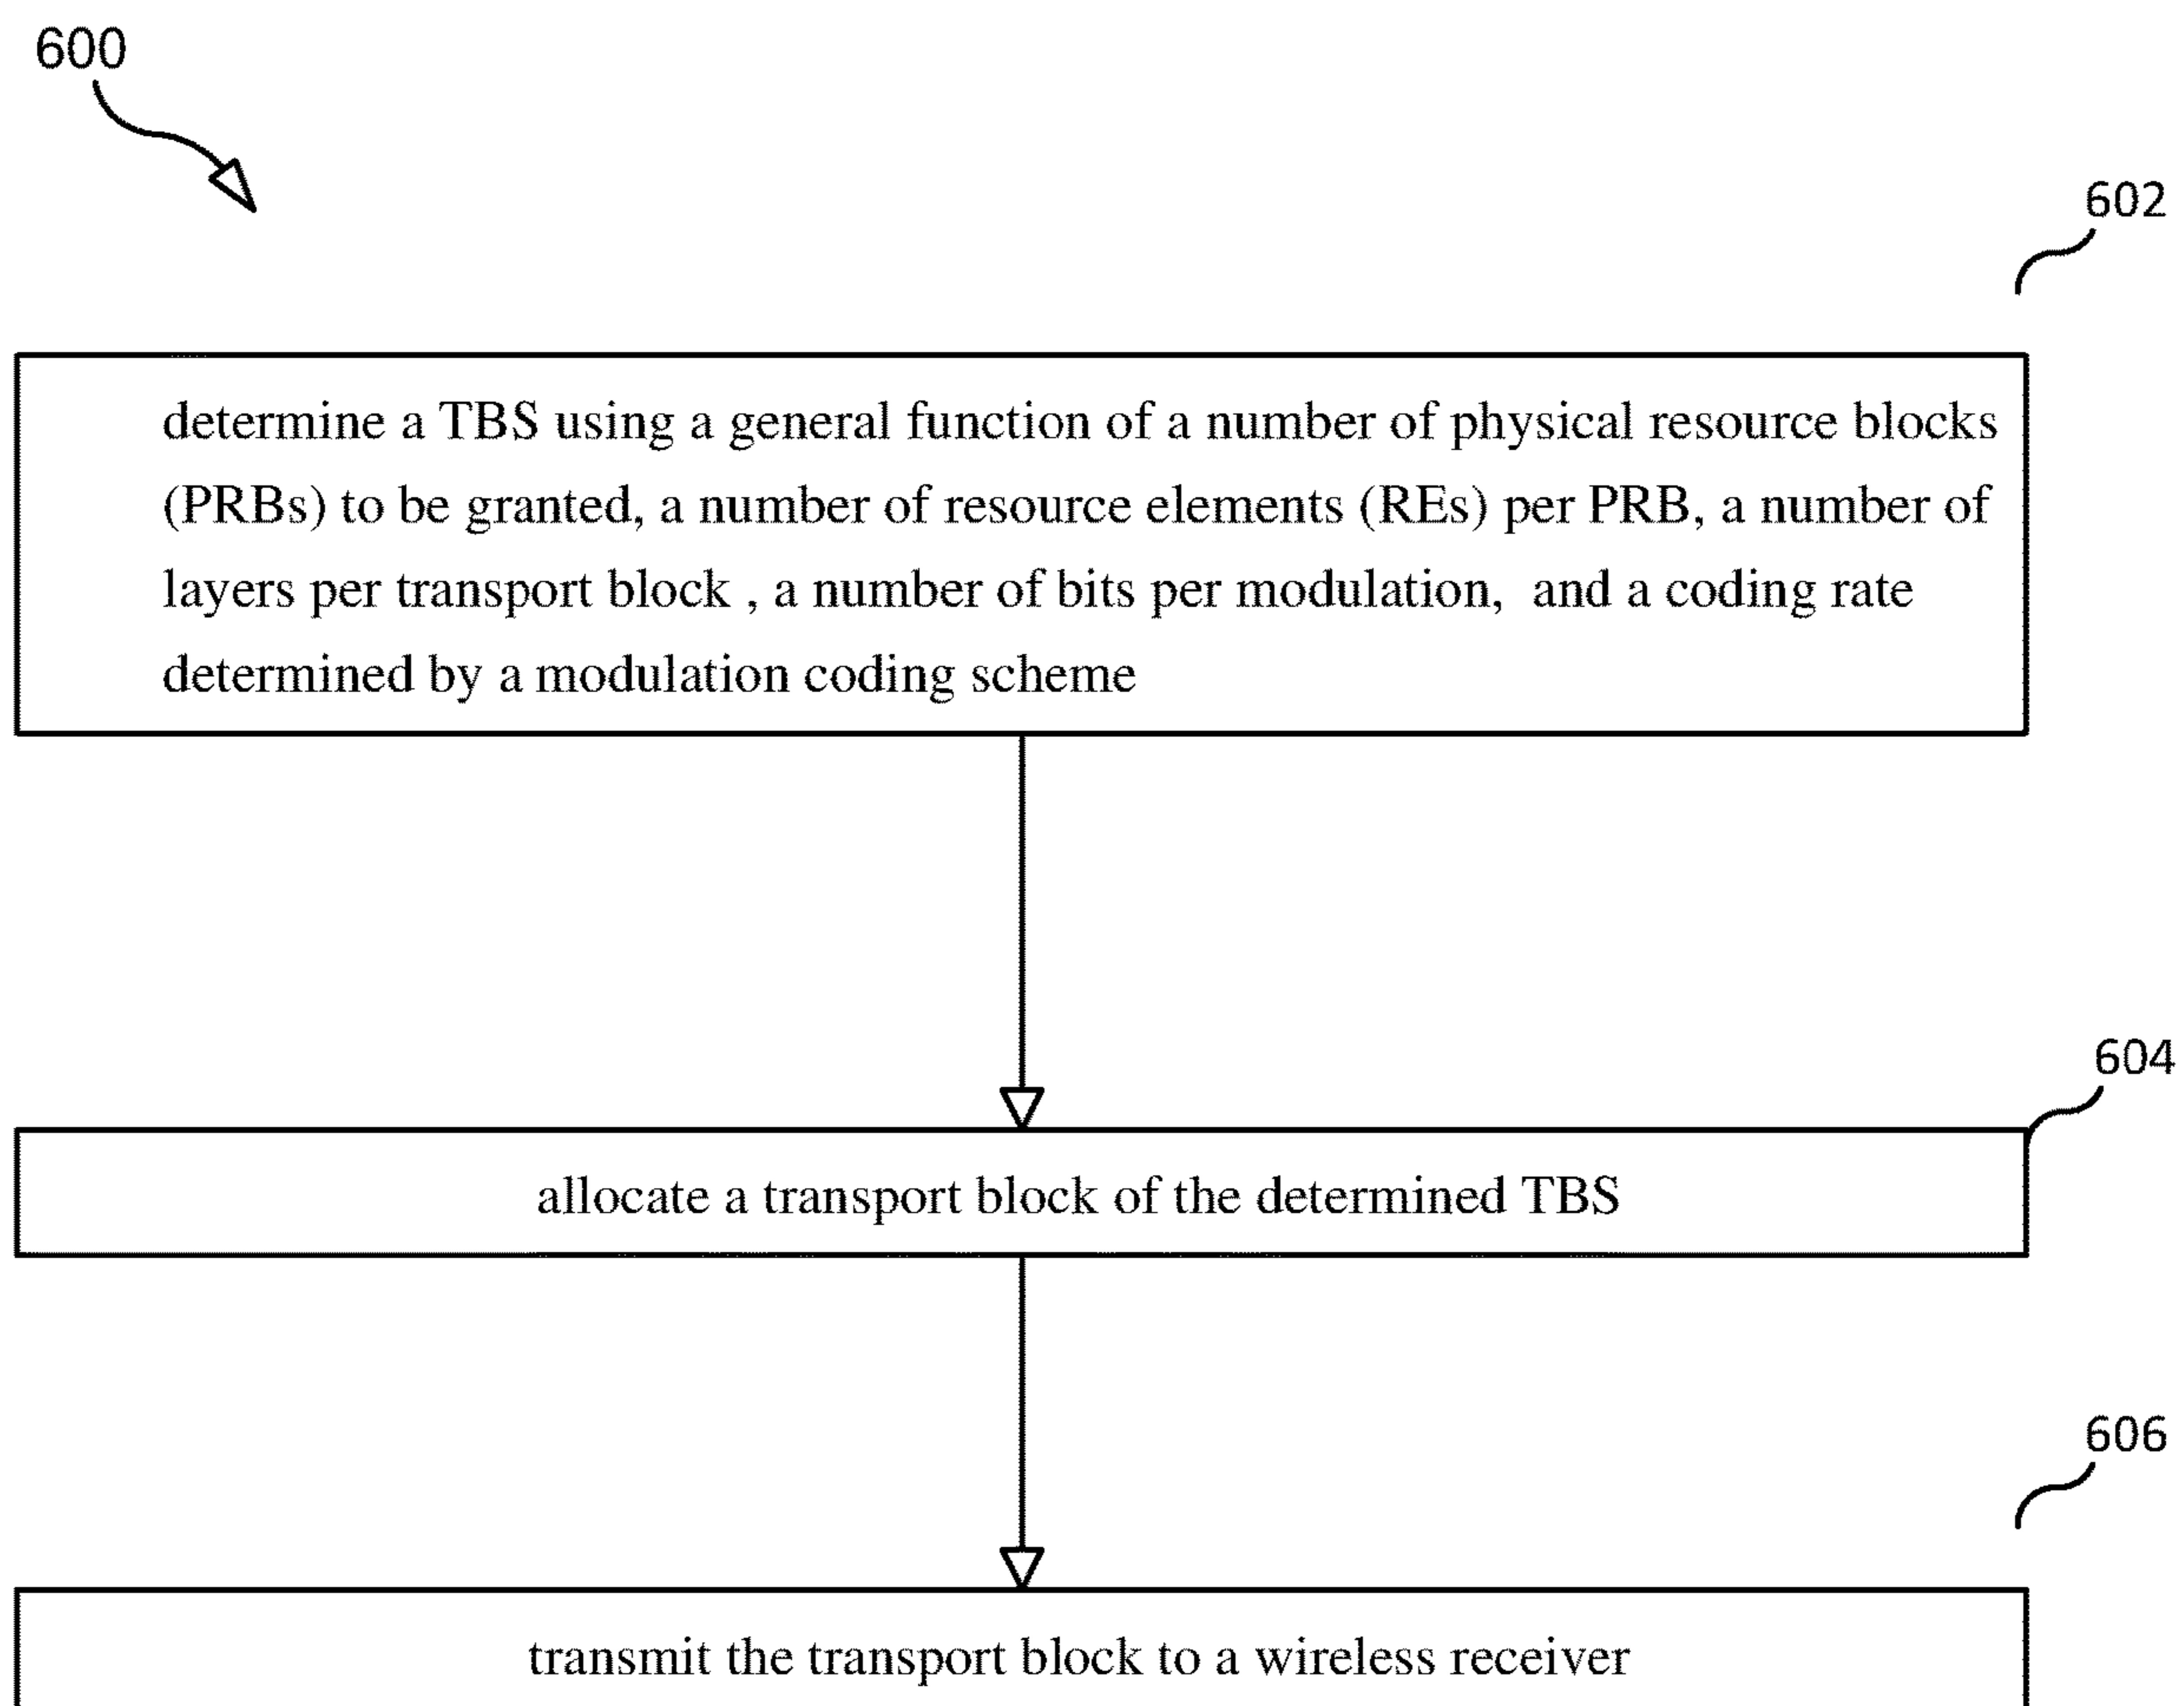 600
602
determine a TBS using a general function of a number of physical resource blocks
(PRBs) to be granted, a number of resource elements (REs) per PRB, a number of
layers per transport block , a number of bits per modulation,  and a coding rate
determined by a modulation coding scheme
604
allocate a transport block of the determined TBS
606
transmit the transport block to a wireless receiver